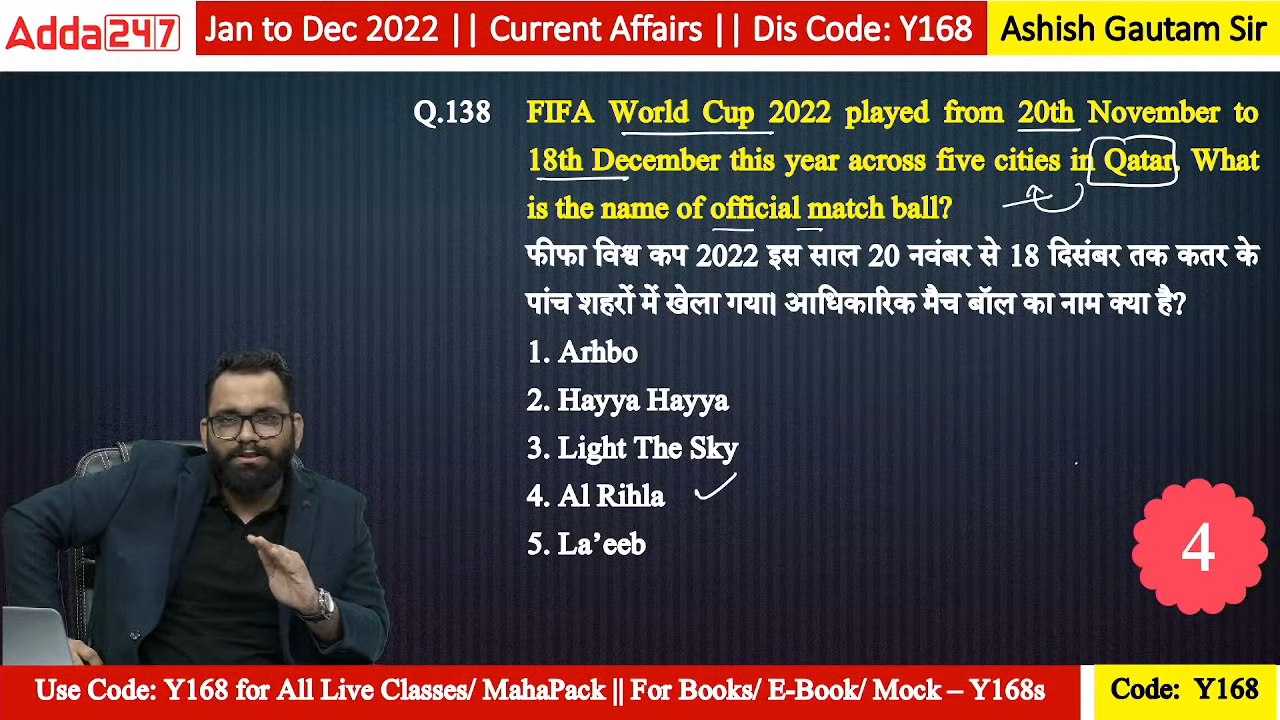 Adda247
Jan to Dec 2022 || Current Affairs || Dis Code: Y168
Ashish Gautam Sir
Q.138
FIFA World Cup 2022 played from 20th November to
18th December this year across five cities in Qatar. What
is the name of official match ball?
फीफा विश्व कप 2022 इस साल 20 नवंबर से 18 दिसंबर तक कतर के
पांच शहरों में खेला गया। आधिकारिक मैच बॉल का नाम क्या है?
1. Arhbo
2. Hayya Hayya
3. Light The Sky
4. Al Rihla
5. La’eeb
4
Use Code: Y168 for All Live Classes/ MahaPack || For Books/ E-Book/ Mock – Y168s
Code: Y168